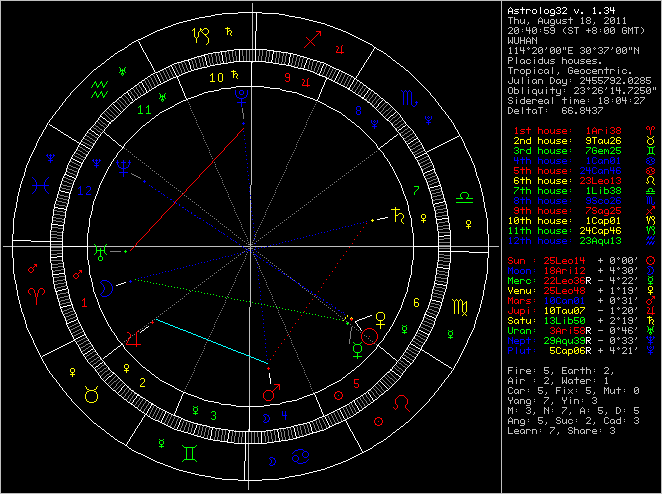 Astrolog32 v. 1.34
Thu, August 18, 2011
20:40:59 (ST +8:00 GMT)
WUHAN
114°20'00"E 30°37'00"N
Placidus houses.
Tropical, Geocentric.
Julian Day: 2455792.0285
Obliquity: 23°26'14.7250"
Sidereal time: 18:04:27
DeltaT: 66.8437
1st house: 1Ari38
2nd house: 9Tau26
3rd house: 7Gem25
4th house: 1Can01
5th house: 24Can46
6th house: 23Leo13
7th house: 1Lib38
8th house: 9Sco26
9th house: 7Sag25
10th house: 1Cap01
11th house: 24Cap46
12th house: 23Aqu13
Sun : 25Leo14 + 0°00'
Moon: 18Ari12 + 4°30'
Merc: 22Leo36R - 4°22'
Venu: 25Leo48 + 1°19'
Mars: 10Can01 + 0°31'
Jupi: 10Tau07 - 1°20'
Satu: 13Lib50 + 2°19'
Uran: 3Ari58R - 0°46'
Nept: 29Aqu39R - 0°33'
Plut: 5Cap06R + 4°21'
Fire: 5, Earth: 2,
Air : 2, Water: 1
Car: 5, Fix: 5, Mut: 0
Yang: 7, Yin: 3
M: 3, N: 7, A: 5, D: 5
Ang: 5, Suc: 2, Cad: 3
Learn: 7, Share: 3
10
9
11
8
12
7
1
6
2
5
3
4